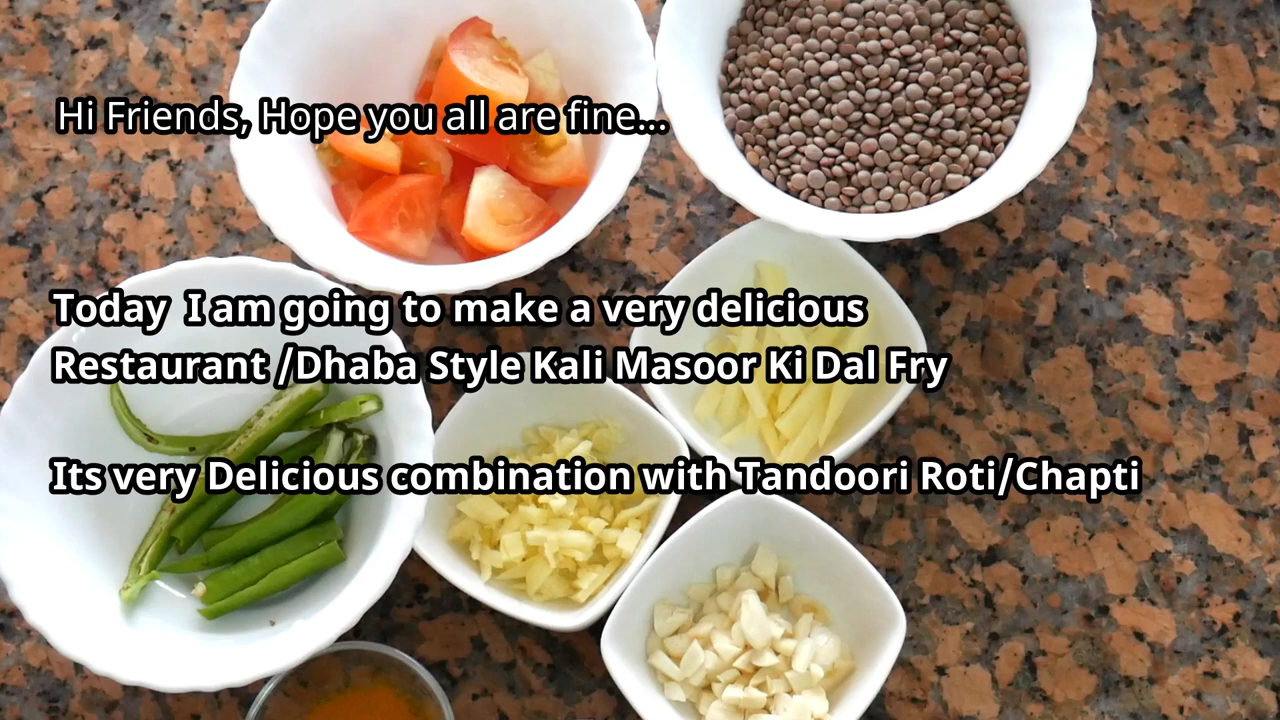 Hi Friends, Hope you all are fine...
Today I am going to make a very delicious
Restaurant /Dhaba Style Kali Masoor Ki Dal Fry
Its very Delicious combination with Tandoori Roti/Chapti